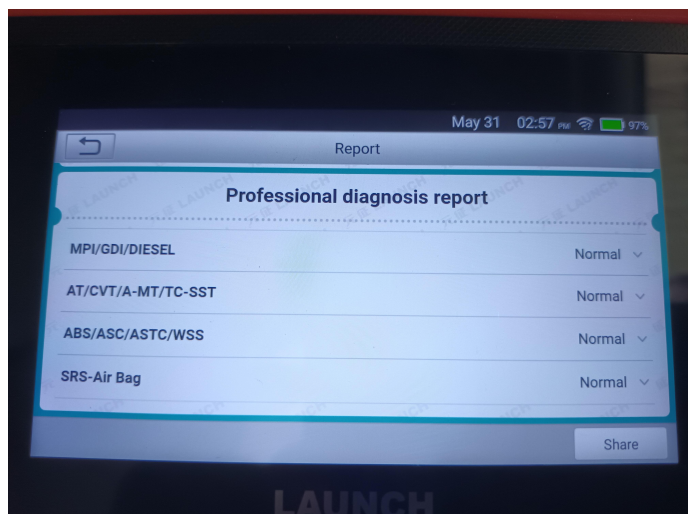 May 31 02:57 PM 97%
Report
Professional diagnosis report
MPI/GDI/DIESEL Normal
AT/CVT/A-MT/TC-SST Normal
ABS/ASC/ASTC/WSS Normal
SRS-Air Bag Normal
Share
LAUNCH